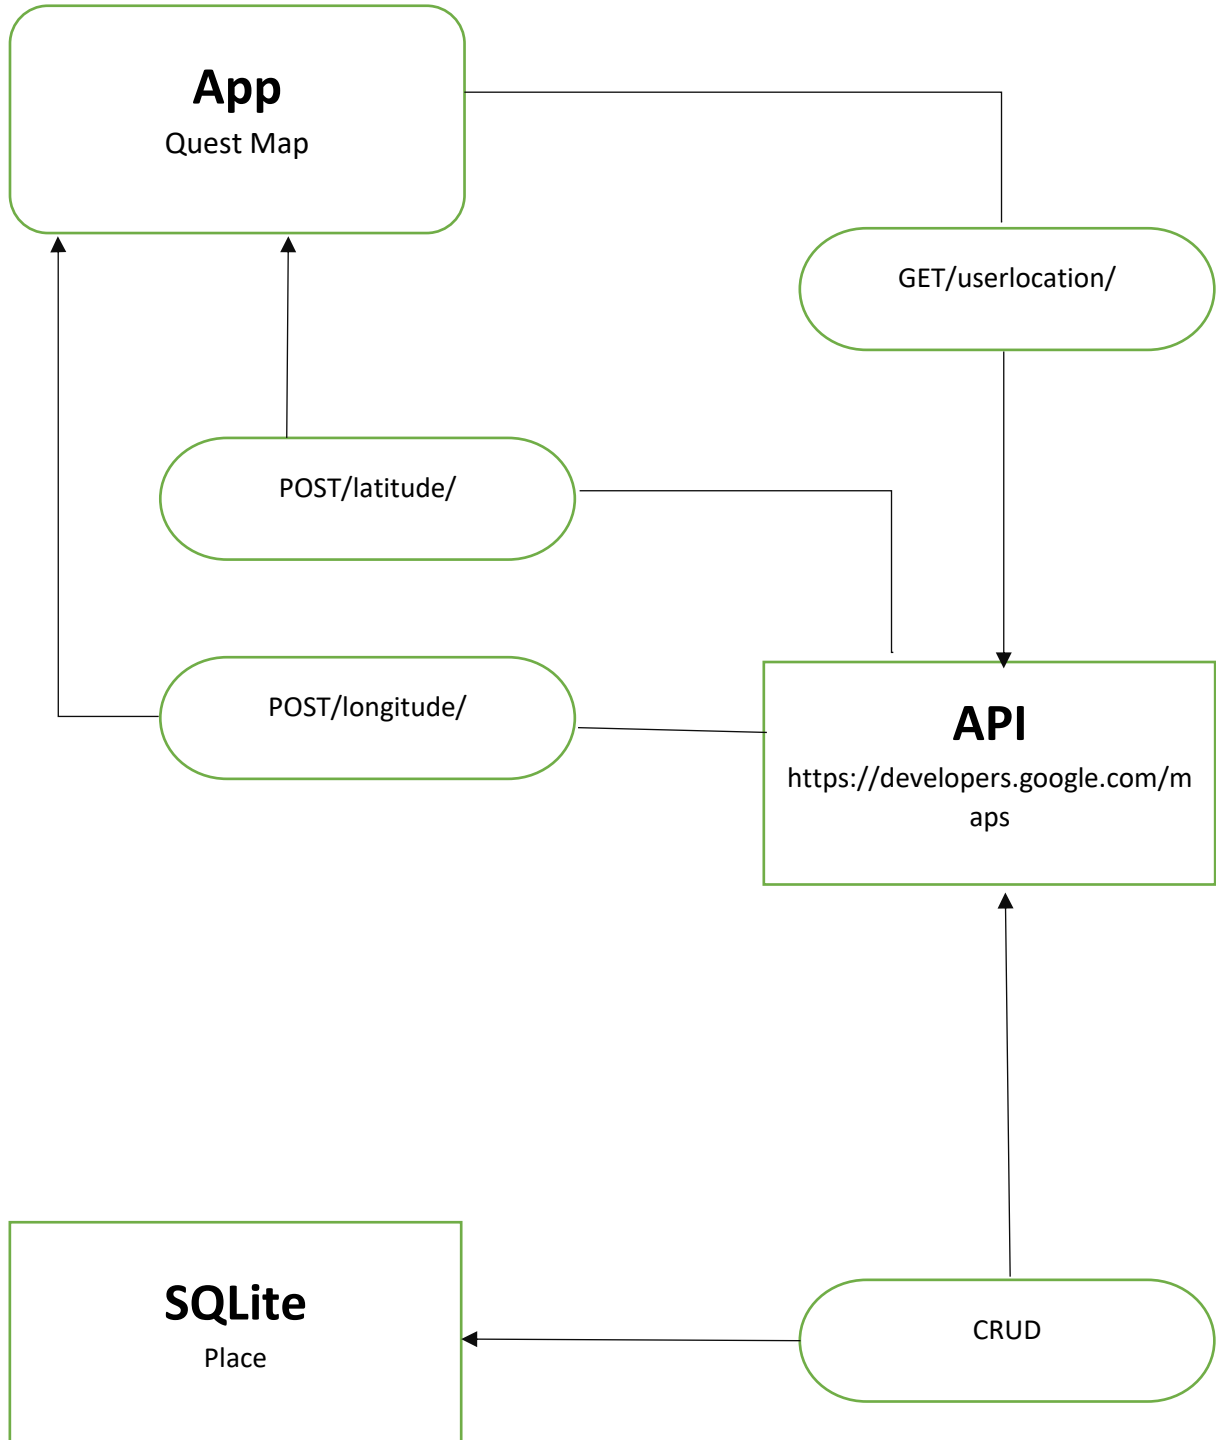 App
Quest Map
GET/userlocation/
POST/latitude/
POST/longitude/
API
https://developers.google.com/m
aps
SQLite
Place
CRUD